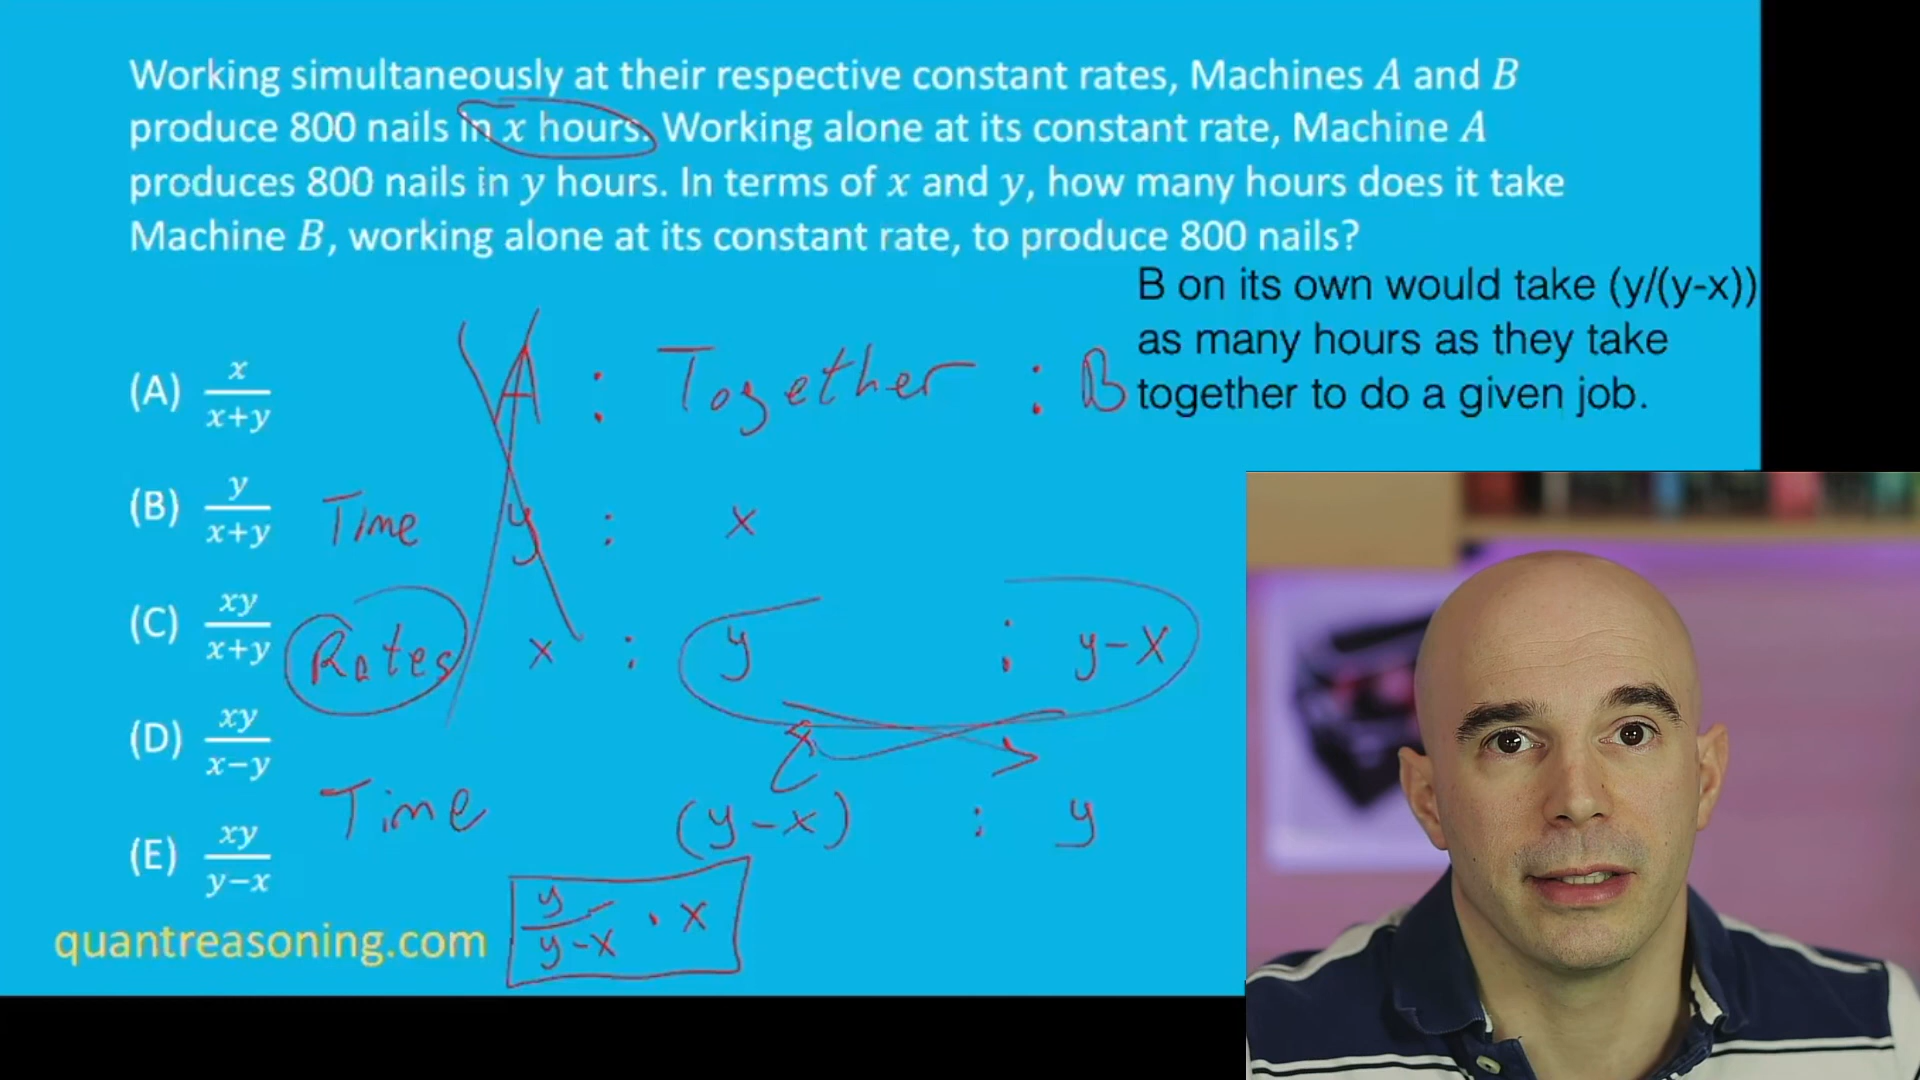 Working simultaneously at their respective constant rates, Machines A and B
produce 800 nails in x hours. Working alone at its constant rate, Machine A
produces 800 nails in y hours. In terms of x and y, how many hours does it take
Machine B, working alone at its constant rate, to produce 800 nails?
B on its own would take (y/(y-x))
as many hours as they take
together to do a given job.
A : Together : B
(A) x/(x+y)
(B) y/(x+y)
Time y : x
(C) xy/(x+y)
Rates x : y : y-x
(D) xy/(x−y)
Time (y-x) : y
(E) xy/(y−x)
y/(y-x) · x
quantreasoning.com